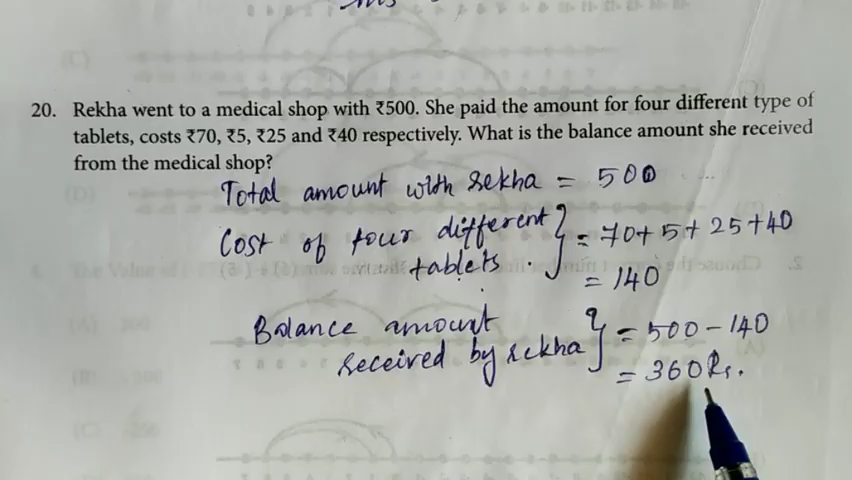 20. Rekha went to a medical shop with ₹500. She paid the amount for four different type of
tablets, costs ₹70, ₹5, ₹25 and ₹40 respectively. What is the balance amount she received
from the medical shop?
Total amount with rekha = 500
Cost of four different
tablets. } = 70+5+25+40
= 140
Balance amount
received by rekha } = 500-140
= 360Rs.